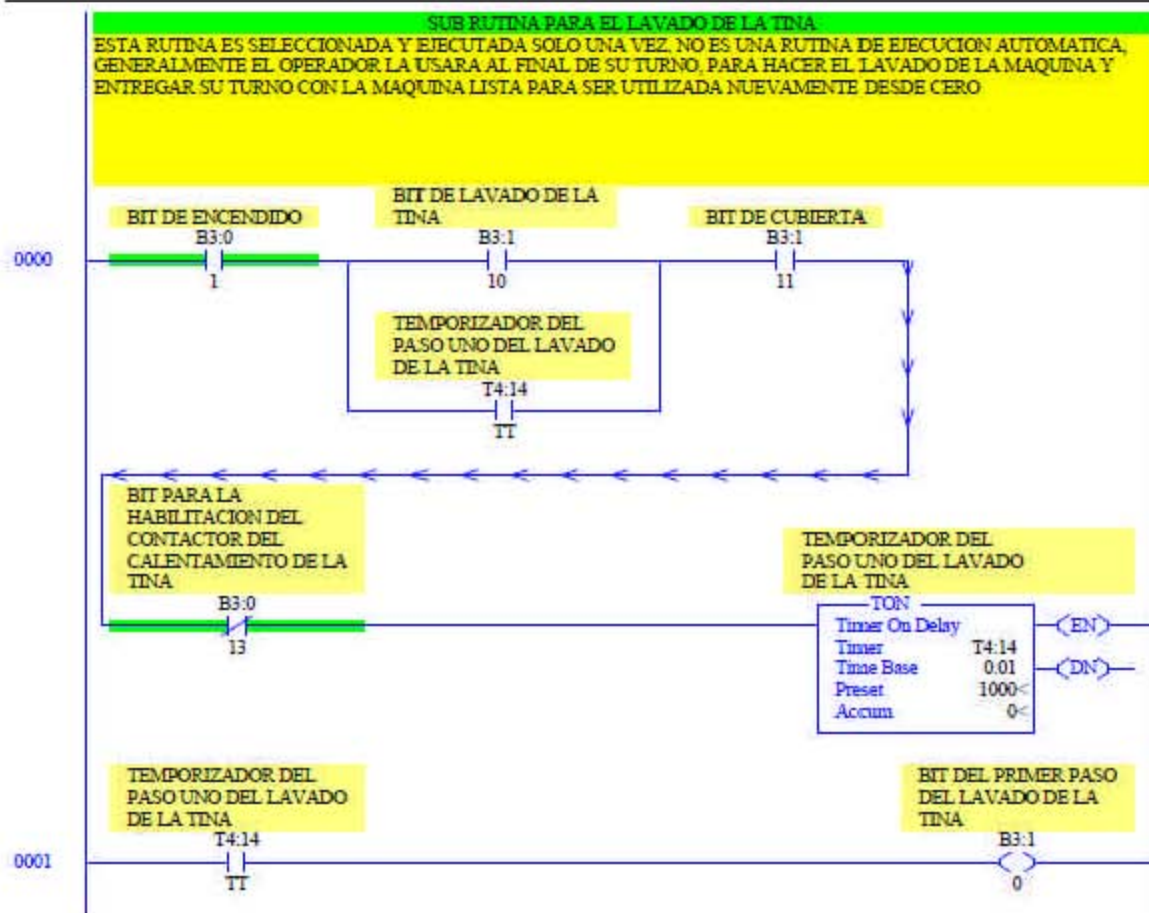 SUB RUTINA PARA EL LAVADO DE LA TINA
ESTA RUTINA ES SELECCIONADA Y EJECUTADA SOLO UNA VEZ, NO ES UNA RUTINA DE EJECUCION AUTOMATICA,
GENERALMENTE EL OPERADOR LA USARA AL FINAL DE SU TURNO, PARA HACER EL LAVADO DE LA MAQUINA Y
ENTREGAR SU TURNO CON LA MAQUINA LISTA PARA SER UTILIZADA NUEVAMENTE DESDE CERO
BIT DE ENCENDIDO
B3:0
1
BIT DE LAVADO DE LA
TINA
B3:1
10
BIT DE CUBIERTA
B3:1
11
0000
TEMPORIZADOR DEL
PASO UNO DEL LAVADO
DE LA TINA
T4:14
TT
BIT PARA LA
HABILITACION DEL
CONTACTOR DEL
CALENTAMIENTO DE LA
TINA
B3:0
13
TEMPORIZADOR DEL
PASO UNO DEL LAVADO
DE LA TINA
TON
Timer On Delay
Timer T4:14
Time Base 0.01
Preset 1000<
Accum 0<
EN
DN
TEMPORIZADOR DEL
PASO UNO DEL LAVADO
DE LA TINA
T4:14
TT
0001
BIT DEL PRIMER PASO
DEL LAVADO DE LA
TINA
B3:1
0